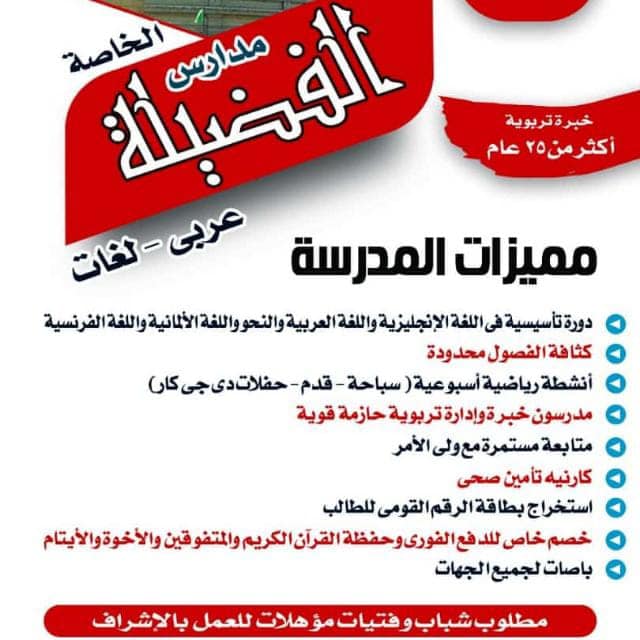 مدارس
الفضيلة
الخاصة
عربى - لغات
خبرة تربوية
أكثر من ٢٥ عام
مميزات المدرسة
دورة تأسيسية فى اللغة الإنجليزية واللغة العربية والنحو واللغة الألمانية واللغة الفرنسية
كثافة الفصول محدودة
أنشطة رياضية أسبوعية ( سباحة - قدم - حفلات دى جى كار)
مدرسون خبرة وإدارة تربوية حازمة قوية
متابعة مستمرة مع ولى الأمر
كارنيه تأمين صحى
استخراج بطاقة الرقم القومى للطالب
خصم خاص للدفع الفورى وحفظة القرآن الكريم والمتفوقين والأخوة والأيتام
باصات لجميع الجهات
مطلوب شباب وفتيات مؤهلات للعمل بالإشراف